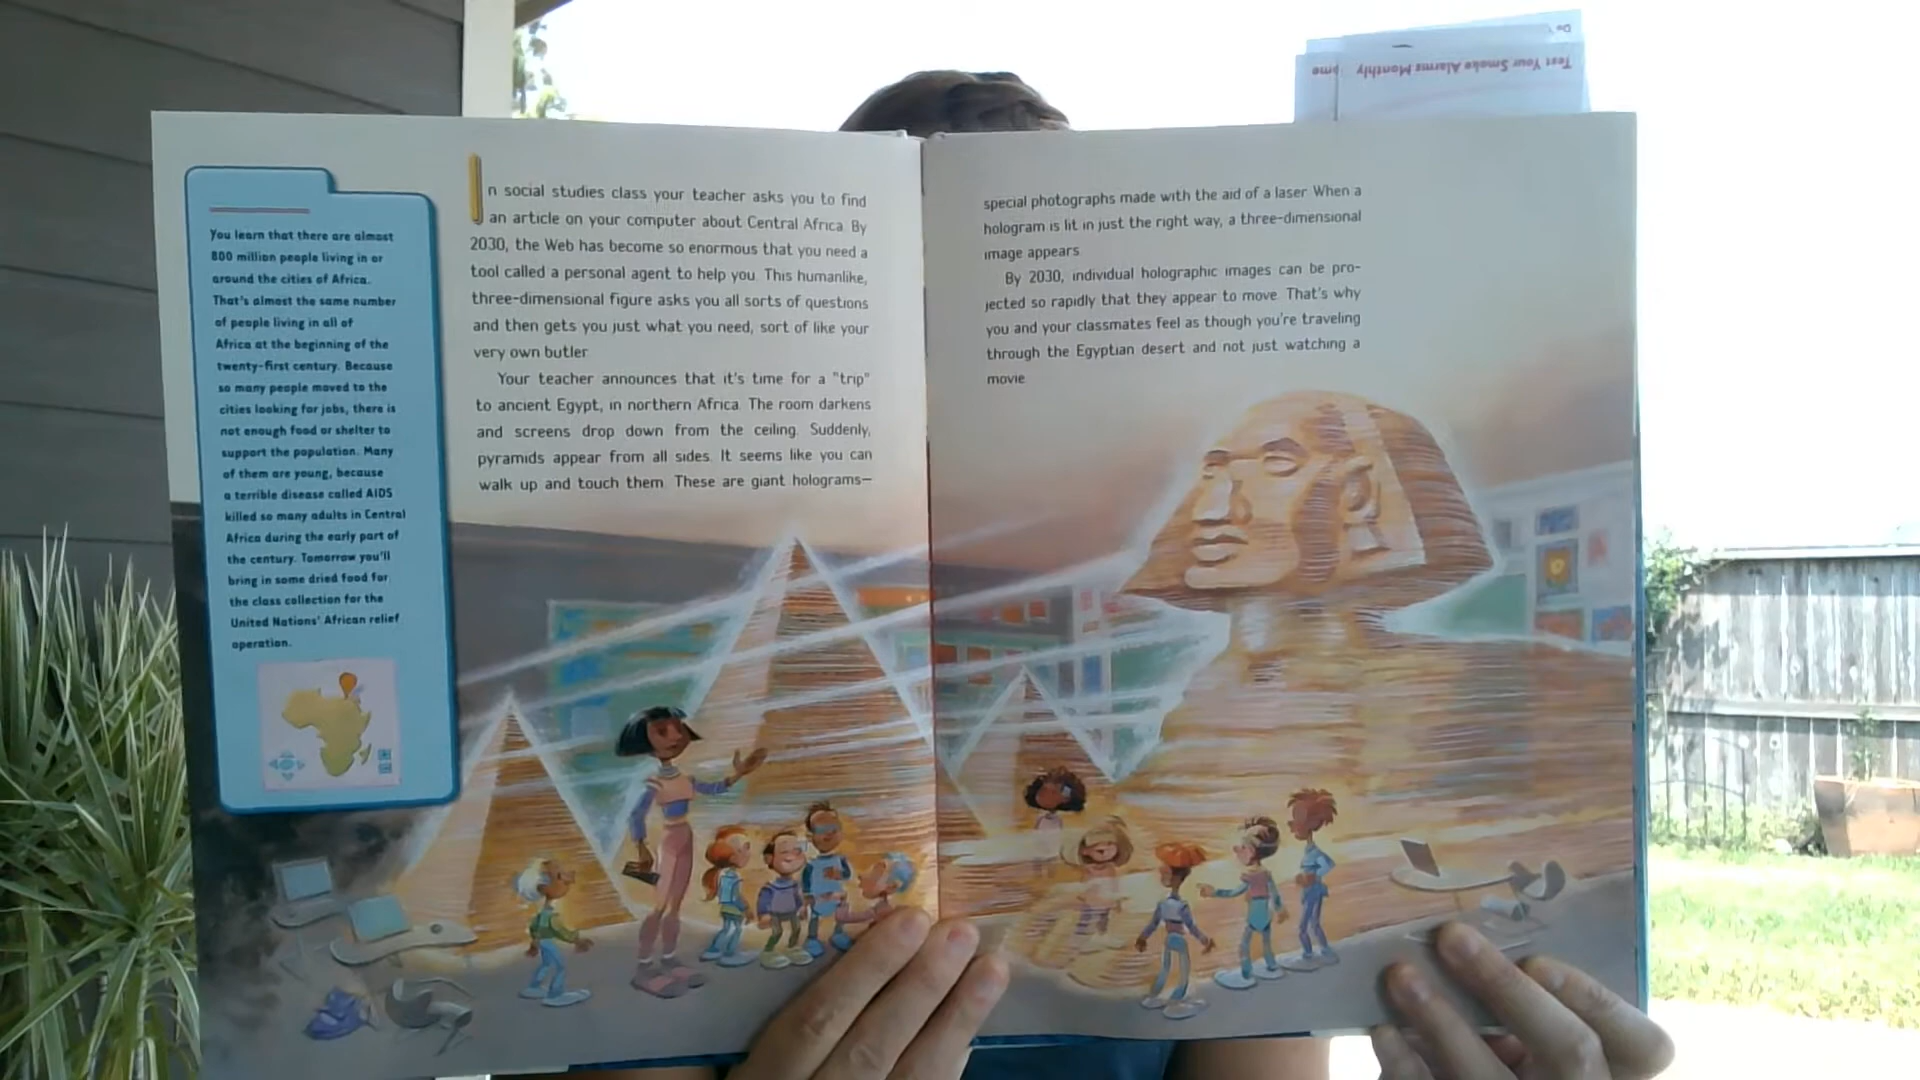 Do
Test Your Smoke Alarms Monthly
You learn that there are almost
800 million people living in or
around the cities of Africa.
That's almost the same number
of people living in all of
Africa at the beginning of the
twenty-first century. Because
so many people moved to the
cities looking for jobs, there is
not enough food or shelter to
support the population. Many
of them are young, because
a terrible disease called AIDS
killed so many adults in Central
Africa during the early part of
the century. Tomorrow you'll
bring in some dried food for
the class collection for the
United Nations' African relief
operation.
In social studies class your teacher asks you to find
an article on your computer about Central Africa. By
2030, the Web has become so enormous that you need a
tool called a personal agent to help you. This humanlike,
three-dimensional figure asks you all sorts of questions
and then gets you just what you need, sort of like your
very own butler.
Your teacher announces that it's time for a "trip"
to ancient Egypt, in northern Africa. The room darkens
and screens drop down from the ceiling. Suddenly,
pyramids appear from all sides. It seems like you can
walk up and touch them. These are giant holograms—
special photographs made with the aid of a laser. When a
hologram is lit in just the right way, a three-dimensional
image appears.
By 2030, individual holographic images can be pro-
jected so rapidly that they appear to move. That's why
you and your classmates feel as though you're traveling
through the Egyptian desert and not just watching a
movie.